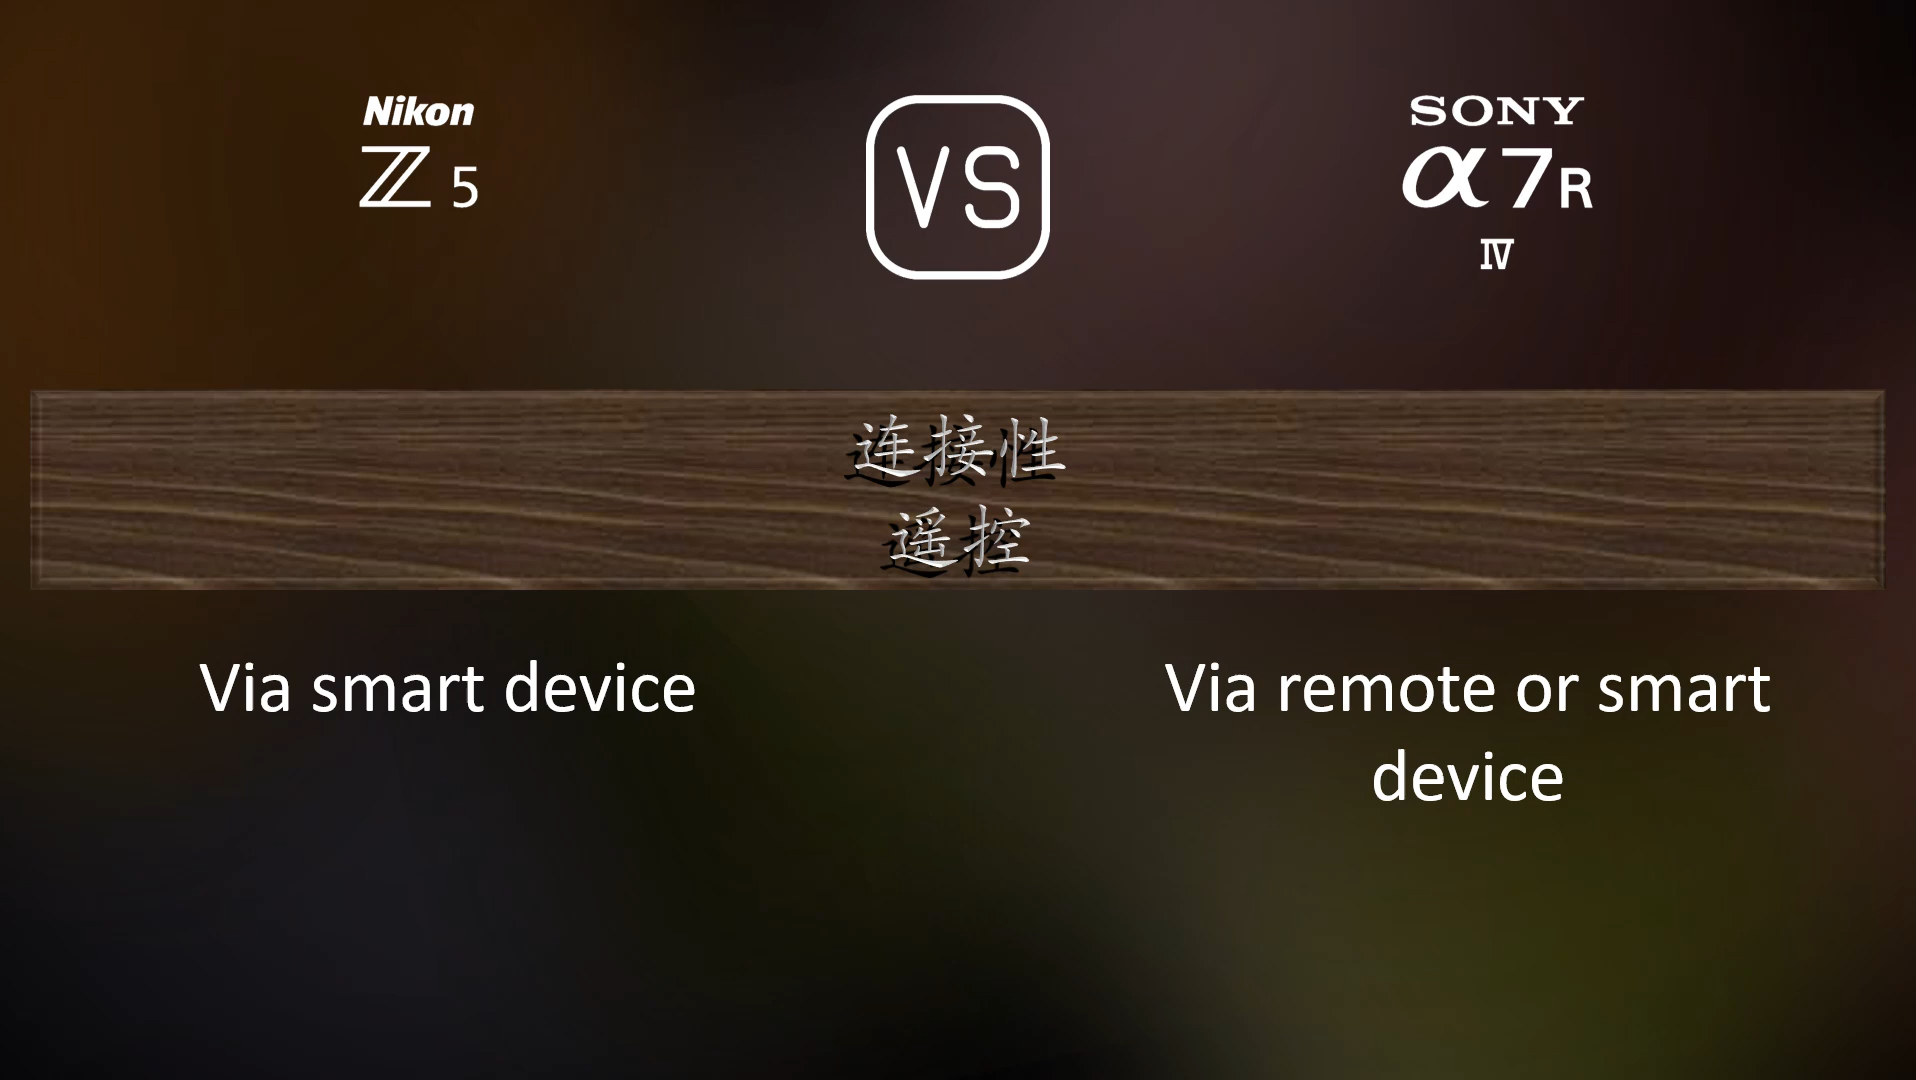 Nikon
Z 5
VS
SONY
α7R
IV
连接性
遥控
Via smart device
Via remote or smart
device